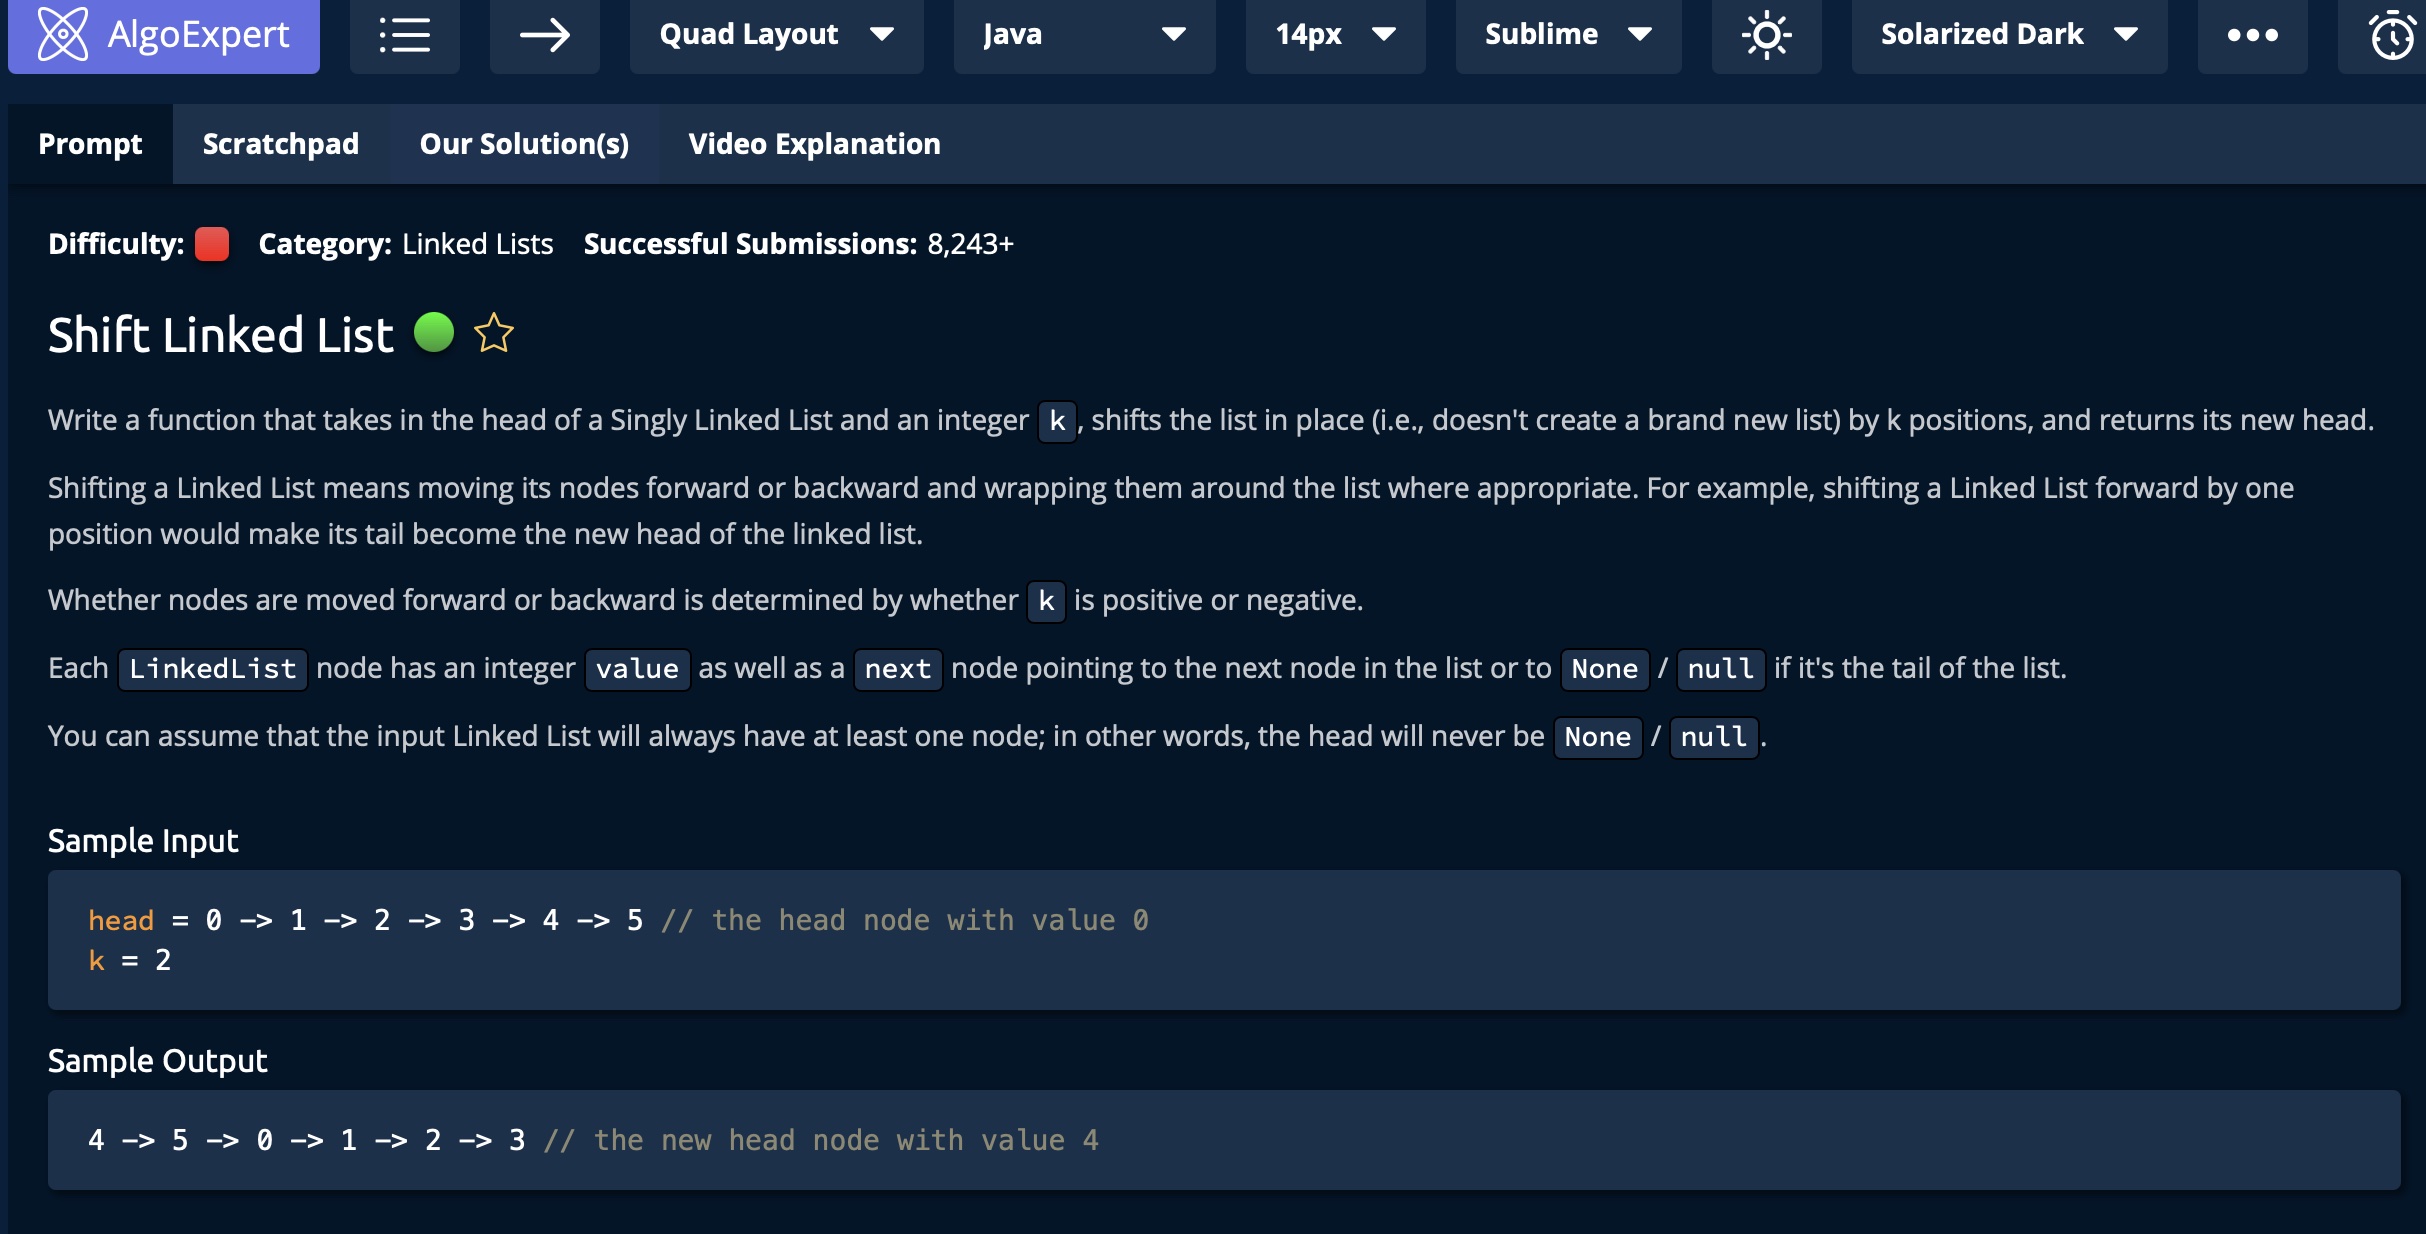 AlgoExpert Quad Layout Java 14px Sublime Solarized Dark
Prompt Scratchpad Our Solution(s) Video Explanation
Difficulty: Category: Linked Lists Successful Submissions: 8,243+
Shift Linked List
Write a function that takes in the head of a Singly Linked List and an integer k, shifts the list in place (i.e., doesn't create a brand new list) by k positions, and returns its new head.
Shifting a Linked List means moving its nodes forward or backward and wrapping them around the list where appropriate. For example, shifting a Linked List forward by one
position would make its tail become the new head of the linked list.
Whether nodes are moved forward or backward is determined by whether k is positive or negative.
Each LinkedList node has an integer value as well as a next node pointing to the next node in the list or to None / null if it's the tail of the list.
You can assume that the input Linked List will always have at least one node; in other words, the head will never be None / null.
Sample Input
head = 0 -> 1 -> 2 -> 3 -> 4 -> 5 // the head node with value 0
k = 2
Sample Output
4 -> 5 -> 0 -> 1 -> 2 -> 3 // the new head node with value 4